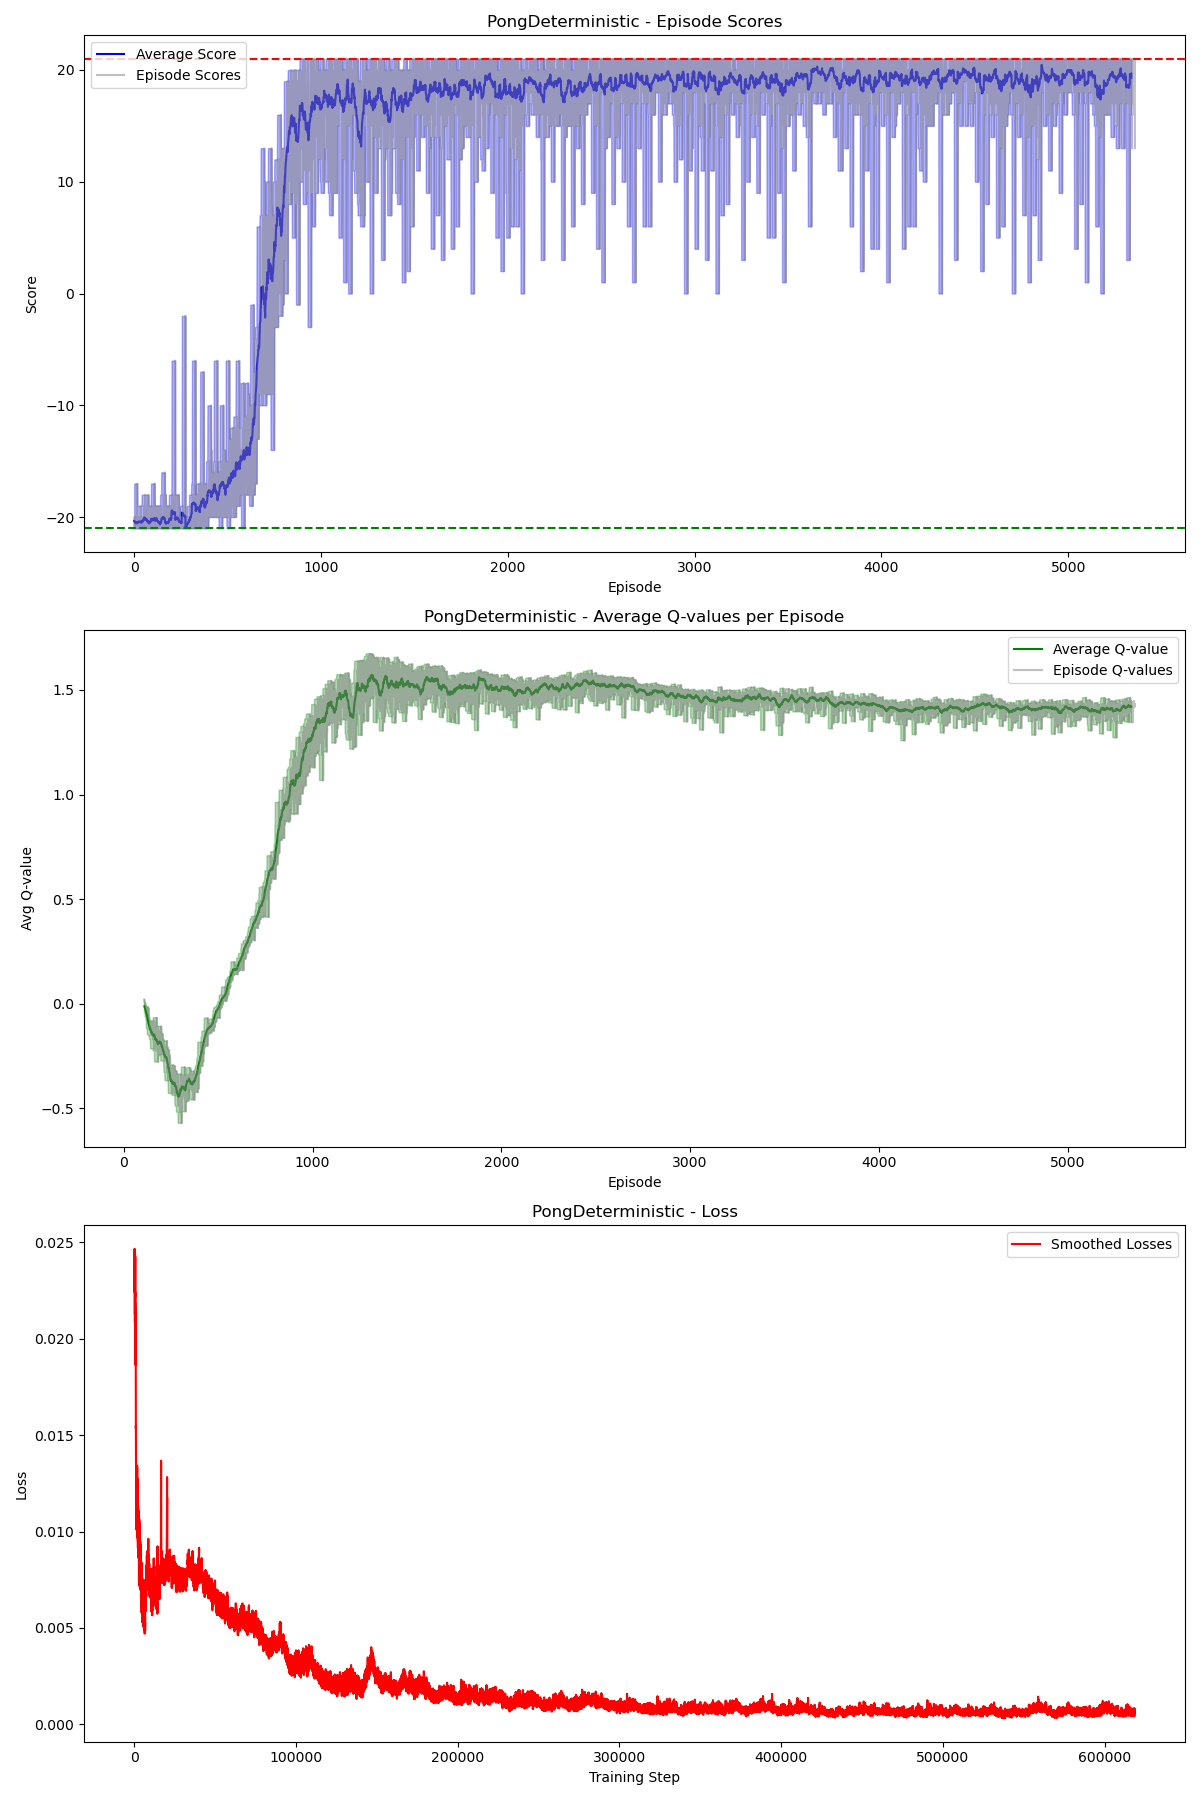 PongDeterministic - Episode Scores
Average Score
Episode Scores
20
10
0
−10
−20
Score
0 1000 2000 3000 4000 5000
Episode
PongDeterministic - Average Q-values per Episode
Average Q-value
Episode Q-values
1.5
1.0
0.5
0.0
−0.5
Avg Q-value
0 1000 2000 3000 4000 5000
Episode
PongDeterministic - Loss
Smoothed Losses
0.025
0.020
0.015
0.010
0.005
0.000
Loss
0 100000 200000 300000 400000 500000 600000
Training Step